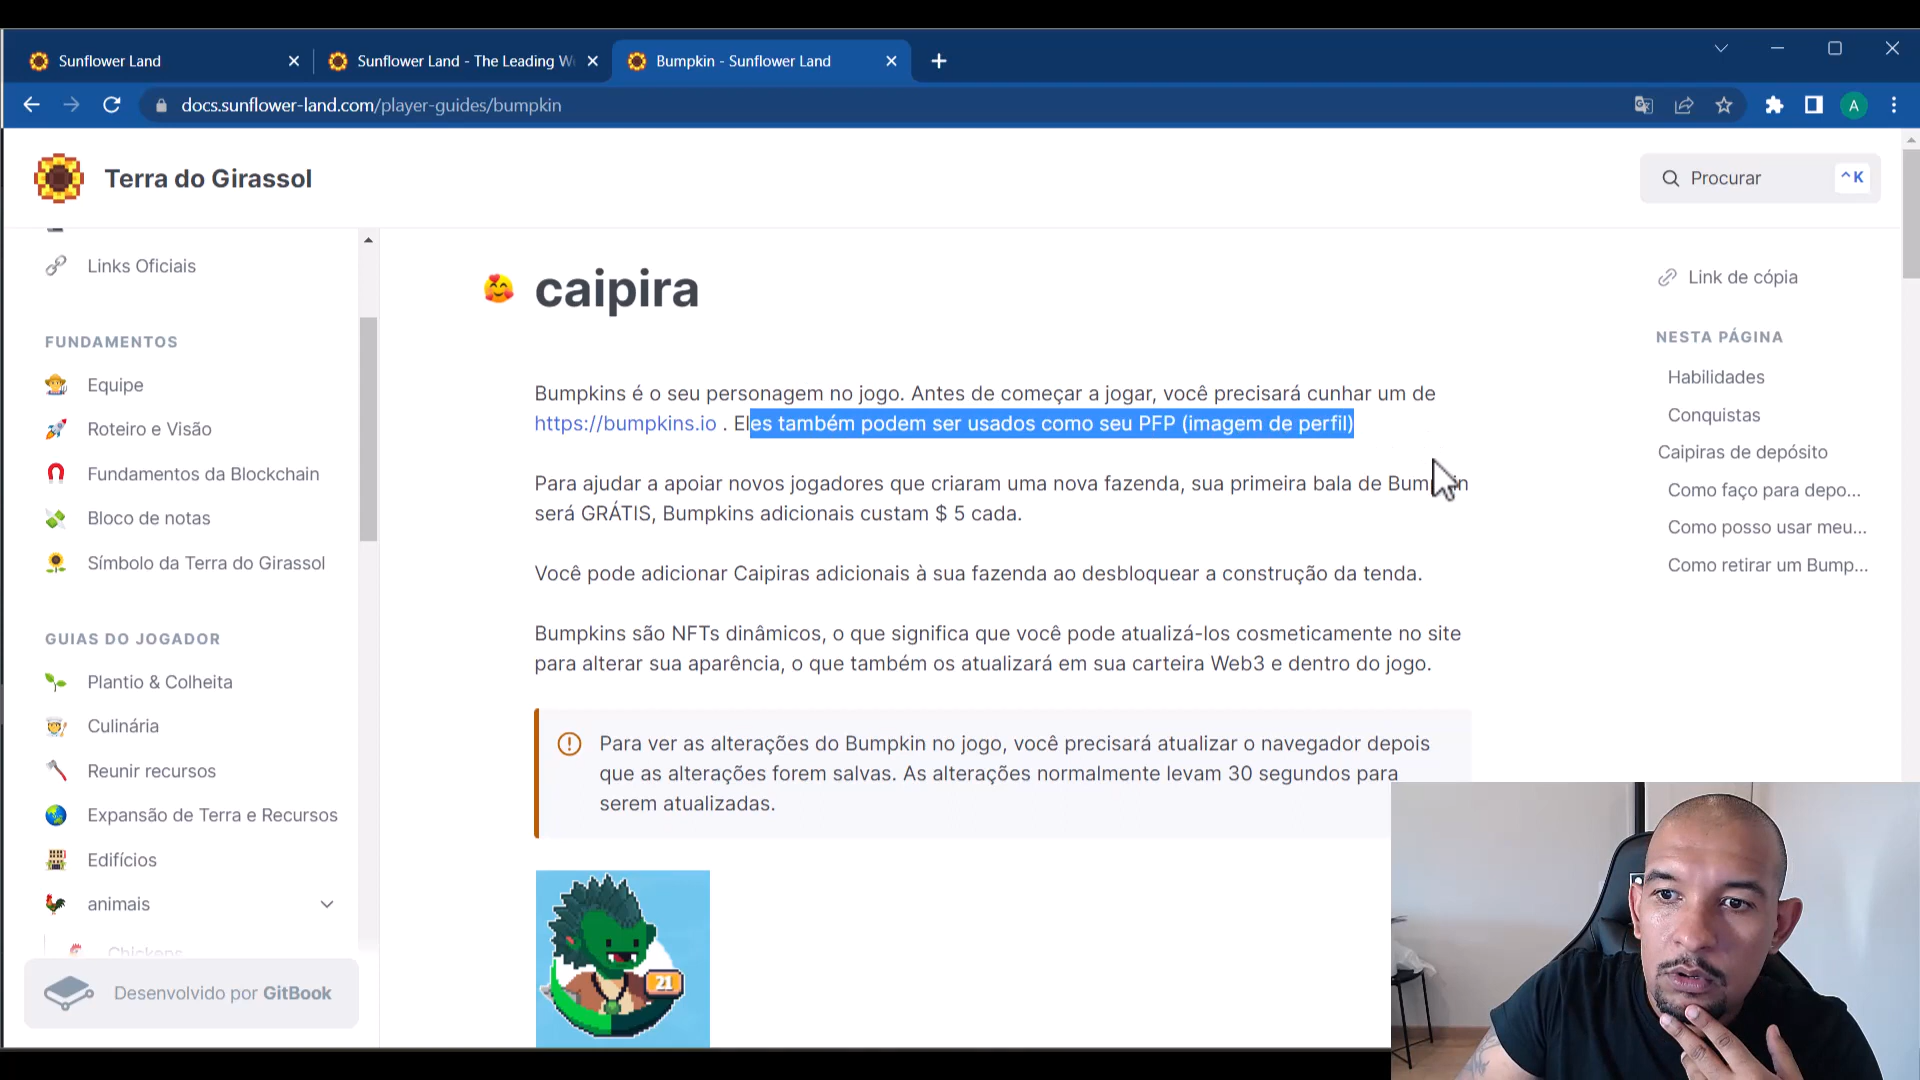 Sunflower Land
Sunflower Land - The Leading W
Bumpkin - Sunflower Land
docs.sunflower-land.com/player-guides/bumpkin
A
Terra do Girassol
Procurar
^K
Links Oficiais
FUNDAMENTOS
Equipe
Roteiro e Visão
Fundamentos da Blockchain
Bloco de notas
Símbolo da Terra do Girassol
GUIAS DO JOGADOR
Plantio & Colheita
Culinária
Reunir recursos
Expansão de Terra e Recursos
Edifícios
animais
Chickens
Desenvolvido por GitBook
caipira
Bumpkins é o seu personagem no jogo. Antes de começar a jogar, você precisará cunhar um de
https://bumpkins.io . Eles também podem ser usados como seu PFP (imagem de perfil)
Para ajudar a apoiar novos jogadores que criaram uma nova fazenda, sua primeira bala de Bumpkin
será GRÁTIS, Bumpkins adicionais custam $ 5 cada.
Você pode adicionar Caipiras adicionais à sua fazenda ao desbloquear a construção da tenda.
Bumpkins são NFTs dinâmicos, o que significa que você pode atualizá-los cosmeticamente no site
para alterar sua aparência, o que também os atualizará em sua carteira Web3 e dentro do jogo.
Para ver as alterações do Bumpkin no jogo, você precisará atualizar o navegador depois
que as alterações forem salvas. As alterações normalmente levam 30 segundos para
serem atualizadas.
21
Link de cópia
NESTA PÁGINA
Habilidades
Conquistas
Caipiras de depósito
Como faço para depo...
Como posso usar meu...
Como retirar um Bump...